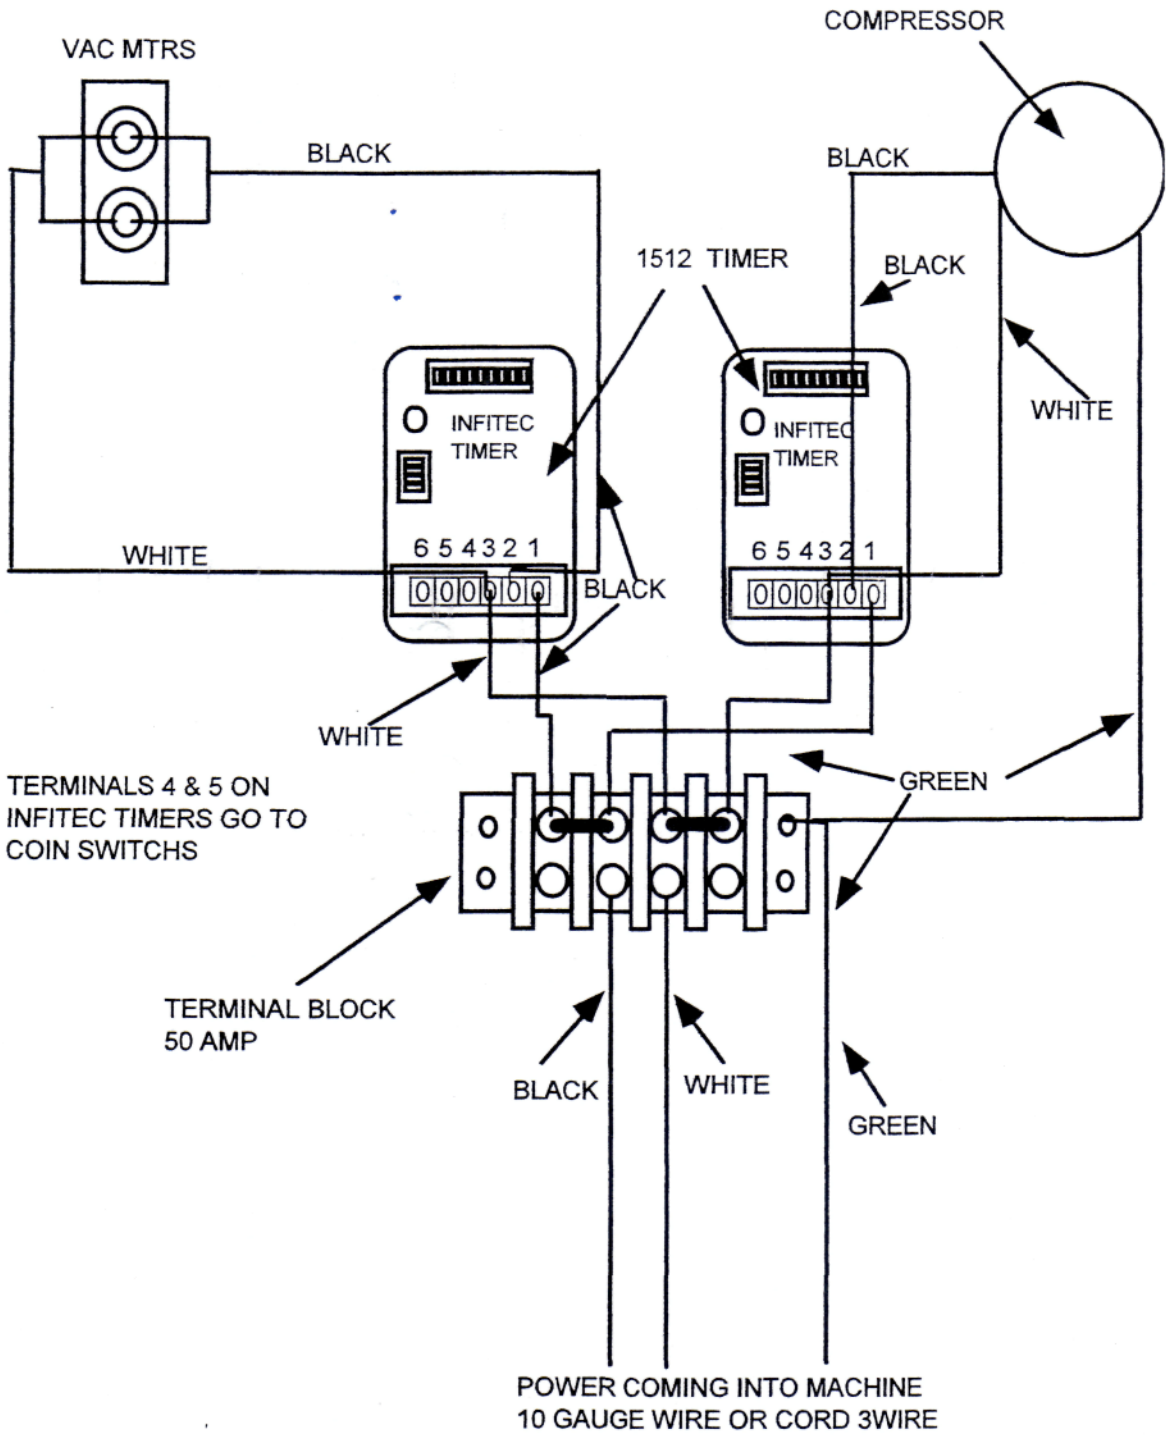 COMPRESSOR
VAC MTRS
BLACK
BLACK
1512 TIMER
BLACK
WHITE
INFITEC
TIMER
INFITEC
TIMER
WHITE
6 5 4 3 2 1
6 5 4 3 2 1
BLACK
WHITE
GREEN
TERMINALS 4 & 5 ON
INFITEC TIMERS GO TO
COIN SWITCHS
TERMINAL BLOCK
50 AMP
BLACK
WHITE
GREEN
POWER COMING INTO MACHINE
10 GAUGE WIRE OR CORD 3WIRE